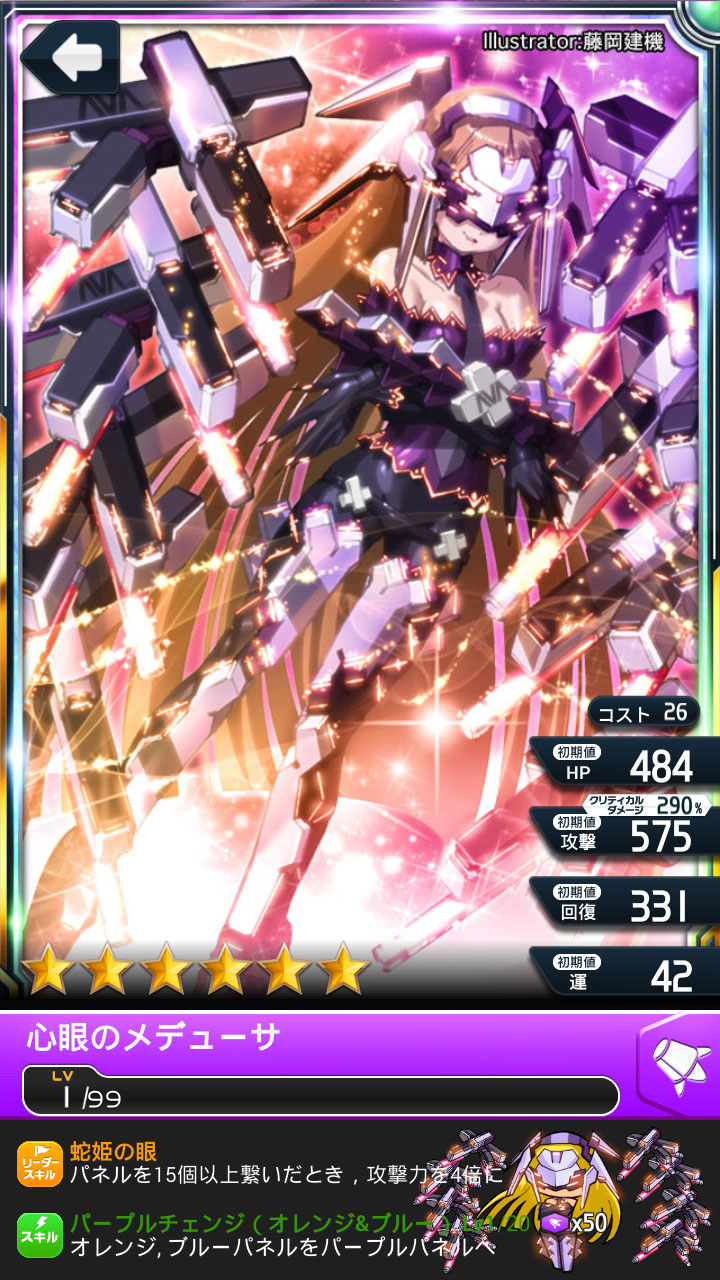 Illustrator:藤岡建機
AVA
AVA
AVA
コスト 26
初期値
HP 484
クリティカル
ダメージ 290%
初期値
攻撃 575
初期値
回復 331
初期値
運 42
心眼のメデューサ
LV
1/99
リーダー
スキル
蛇姫の眼
パネルを15個以上繋いだとき,攻撃力を4倍に
スキル
パープルチェンジ(オレンジ&ブルー) Lv1/20
x50
オレンジ,ブルーパネルをパープルパネルへ